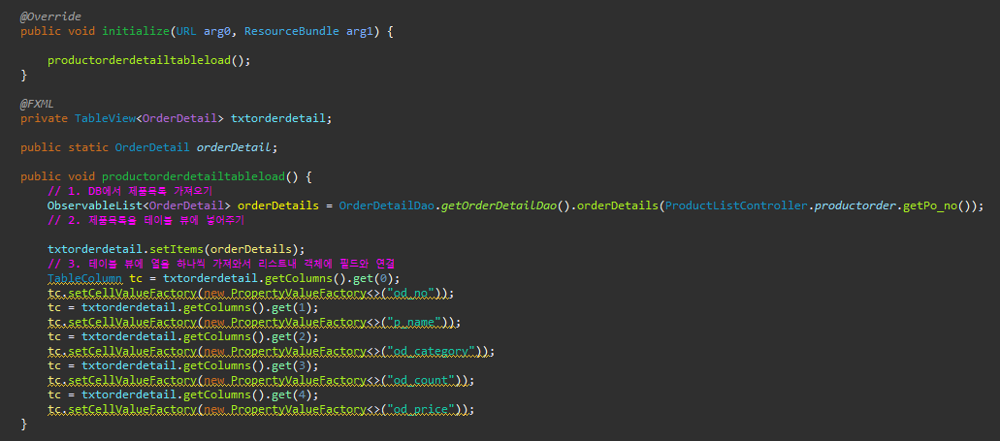 @Override
public void initialize(URL arg0, ResourceBundle arg1) {
productorderdetailtableload();
}
@FXML
private TableView<OrderDetail> txtorderdetail;
public static OrderDetail orderDetail;
public void productorderdetailtableload() {
// 1. DB에서 제품목록 가져오기
ObservableList<OrderDetail> orderDetails = OrderDetailDao.getOrderDetailDao().orderDetails(ProductListController.productorder.getPo_no());
// 2. 제품목록을 테이블 뷰에 넣어주기
txtorderdetail.setItems(orderDetails);
// 3. 테이블 뷰에 열을 하나씩 가져와서 리스트내 객체에 필드와 연결
TableColumn tc = txtorderdetail.getColumns().get(0);
tc.setCellValueFactory(new PropertyValueFactory<>("od_no"));
tc = txtorderdetail.getColumns().get(1);
tc.setCellValueFactory(new PropertyValueFactory<>("p_name"));
tc = txtorderdetail.getColumns().get(2);
tc.setCellValueFactory(new PropertyValueFactory<>("od_category"));
tc = txtorderdetail.getColumns().get(3);
tc.setCellValueFactory(new PropertyValueFactory<>("od_count"));
tc = txtorderdetail.getColumns().get(4);
tc.setCellValueFactory(new PropertyValueFactory<>("od_price"));
}